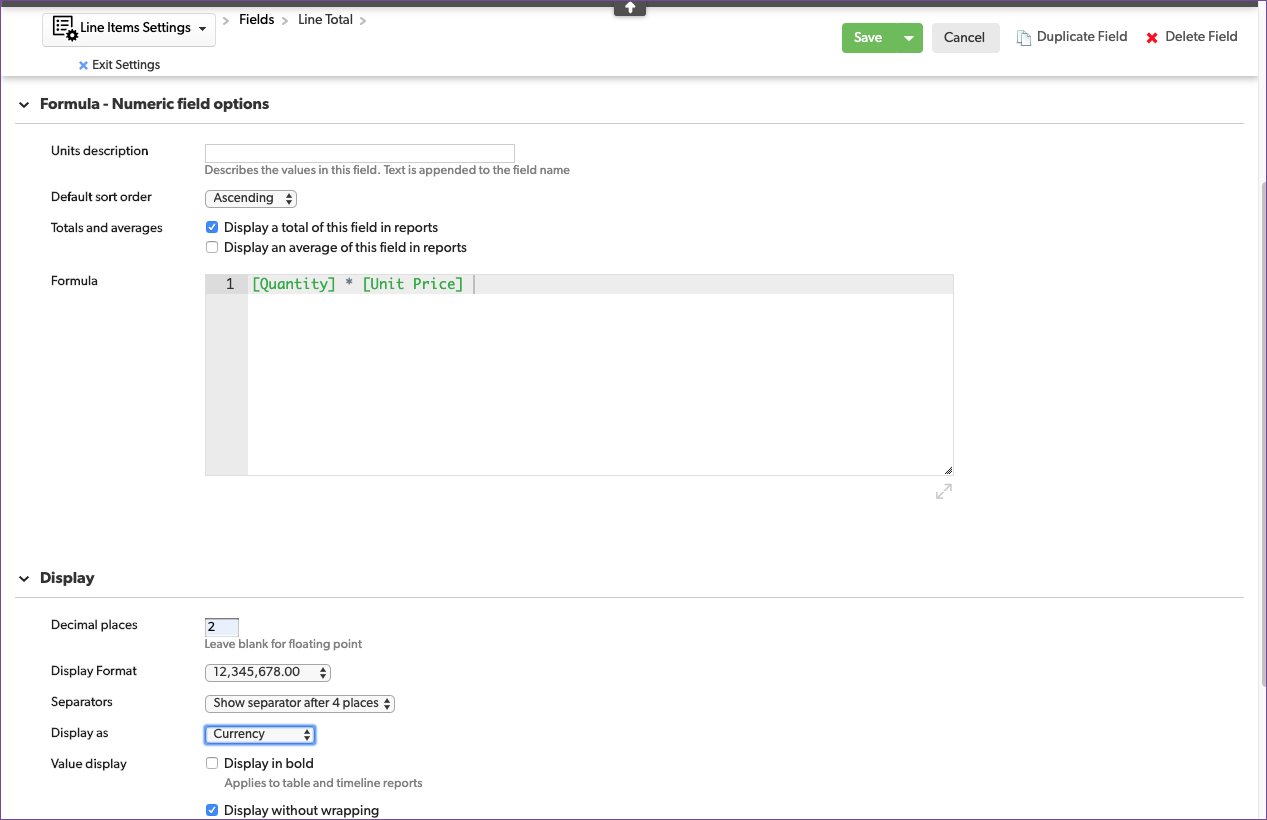 Line Items Settings
Fields
Line Total
Save
Cancel
Duplicate Field
Delete Field
Exit Settings
Formula - Numeric field options
Units description
Describes the values in this field. Text is appended to the field name
Default sort order
Ascending
Totals and averages
Display a total of this field in reports
Display an average of this field in reports
Formula
1 [Quantity] * [Unit Price]
Display
Decimal places
2
Leave blank for floating point
Display Format
12,345,678.00
Separators
Show separator after 4 places
Display as
Currency
Value display
Display in bold
Applies to table and timeline reports
Display without wrapping